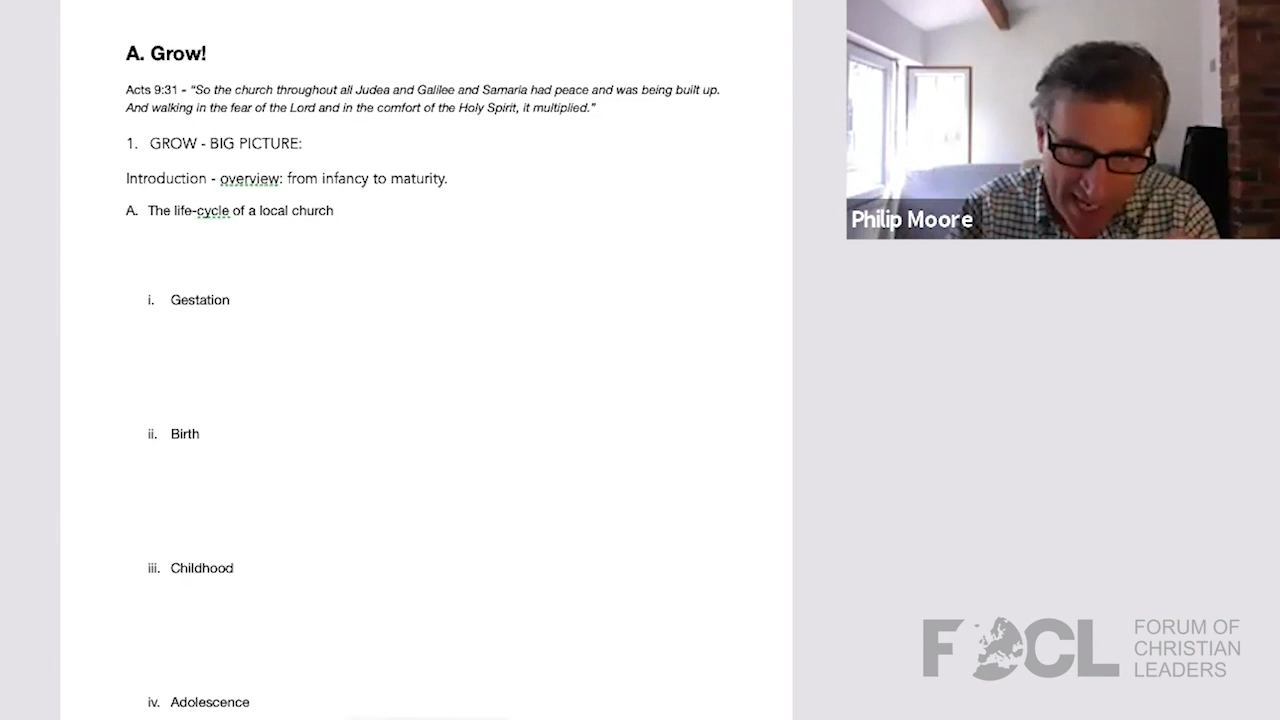 A. Grow!
Acts 9:31 - “So the church throughout all Judea and Galilee and Samaria had peace and was being built up.
And walking in the fear of the Lord and in the comfort of the Holy Spirit, it multiplied.”
1. GROW - BIG PICTURE:
Introduction - overview: from infancy to maturity.
A. The life-cycle of a local church
i. Gestation
ii. Birth
iii. Childhood
iv. Adolescence
Philip Moore
FOCL
FORUM OF
CHRISTIAN
LEADERS